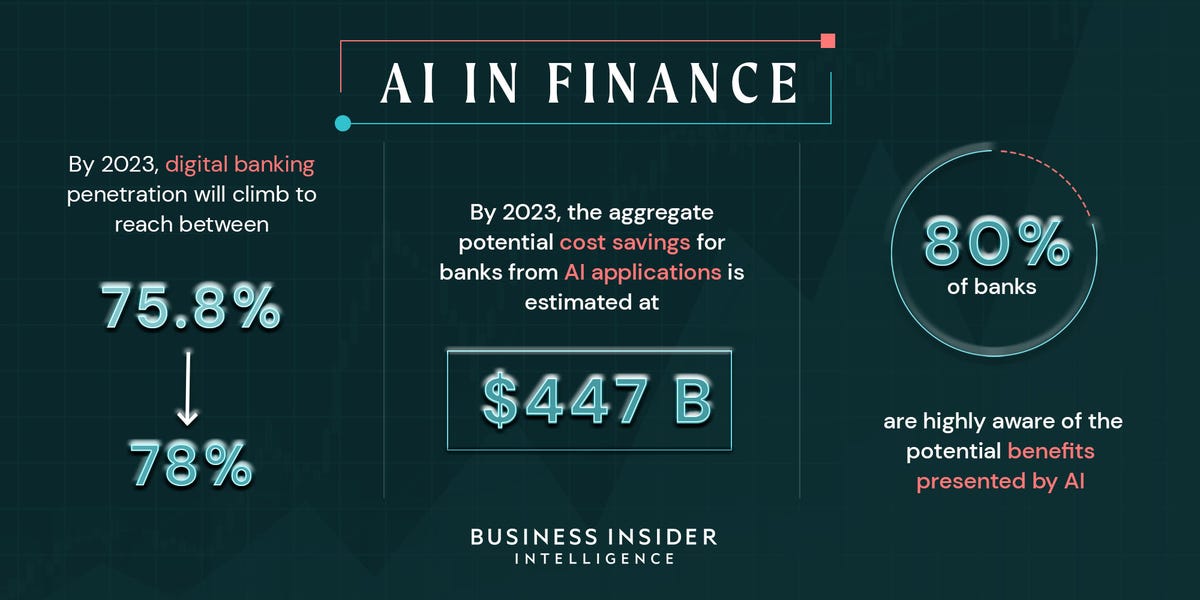 AI IN FINANCE
By 2023, digital banking
penetration will climb to
reach between
75.8%
78%
By 2023, the aggregate
potential cost savings for
banks from AI applications is
estimated at
$447 B
80%
of banks
are highly aware of the
potential benefits
presented by AI
BUSINESS INSIDER
INTELLIGENCE